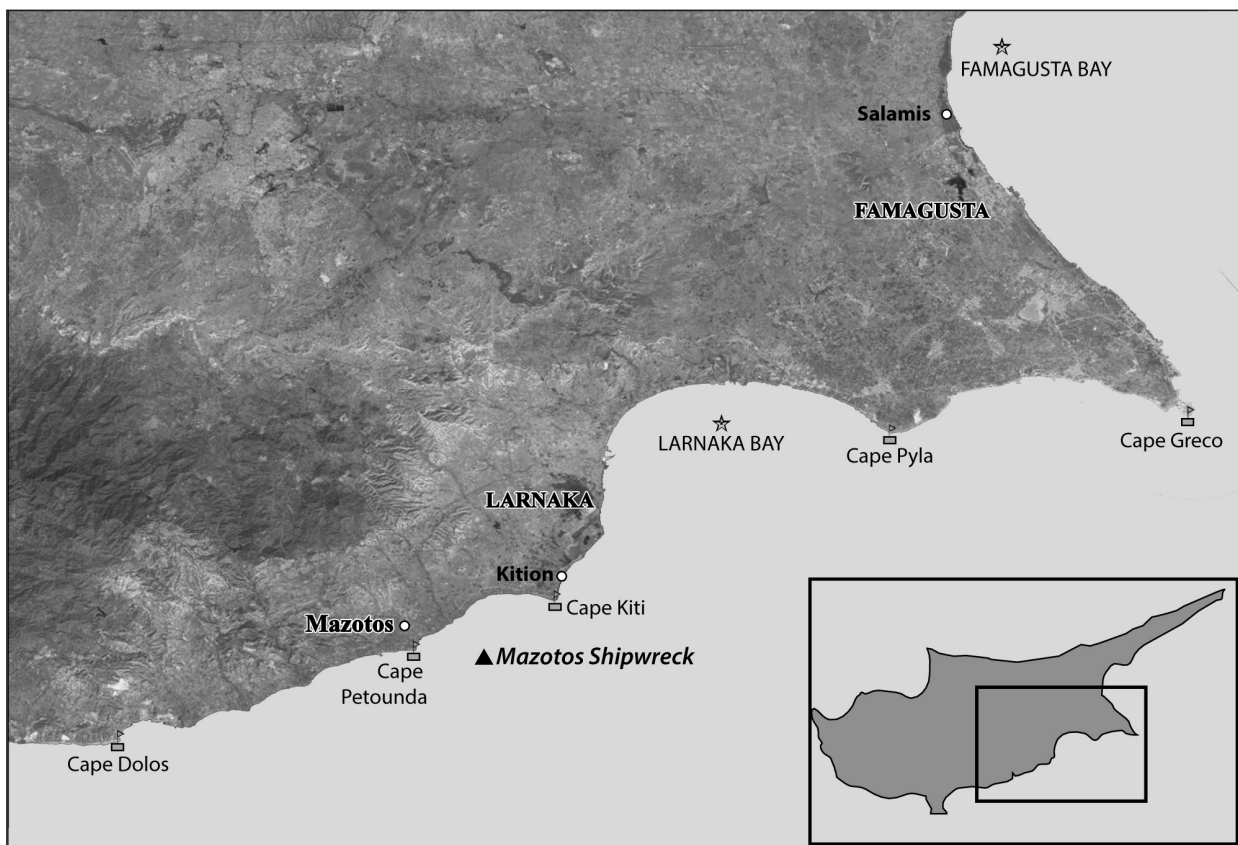 FAMAGUSTA BAY
Salamis
FAMAGUSTA
LARNAKA BAY
Cape Pyla
Cape Greco
LARNAKA
Kition
Cape Kiti
Mazotos
Mazotos Shipwreck
Cape
Petounda
Cape Dolos